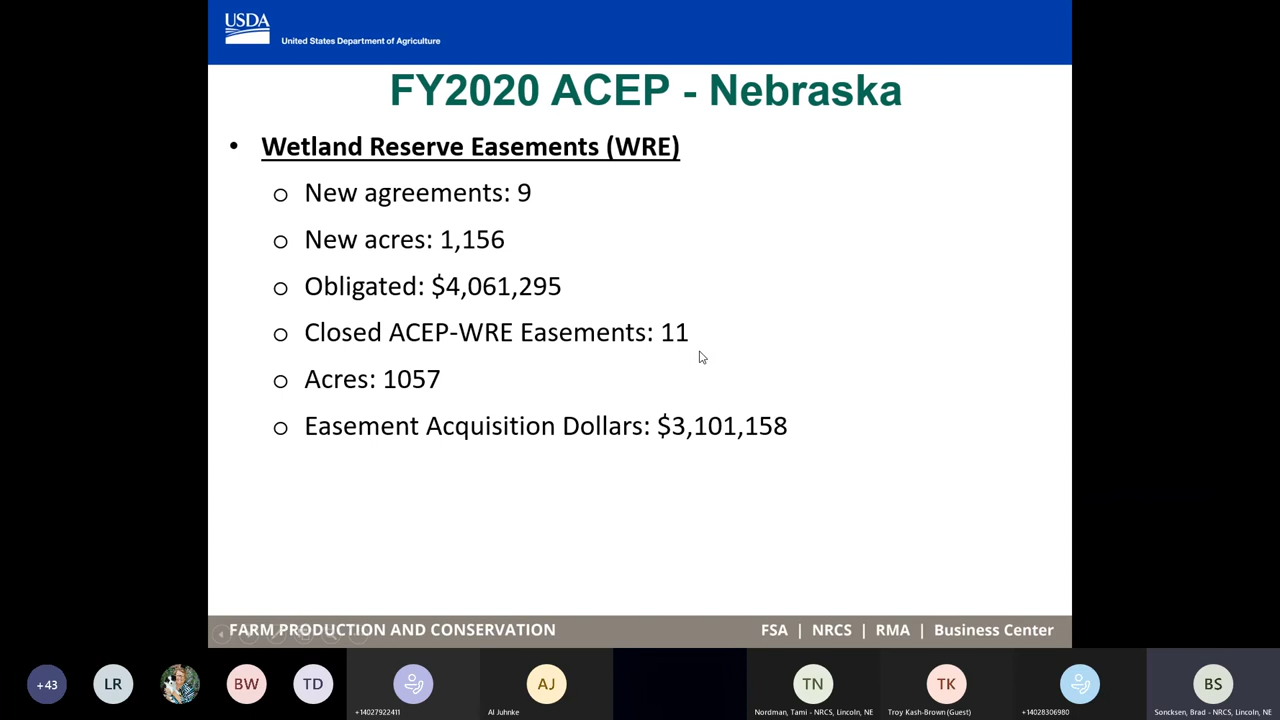 USDA
United States Department of Agriculture
FY2020 ACEP - Nebraska
• Wetland Reserve Easements (WRE)
o New agreements: 9
o New acres: 1,156
o Obligated: $4,061,295
o Closed ACEP-WRE Easements: 11
o Acres: 1057
o Easement Acquisition Dollars: $3,101,158
FARM PRODUCTION AND CONSERVATION
FSA | NRCS | RMA | Business Center
+43
LR
BW
TD
AJ
TN
TK
BS
+14027922411
Al Juhnke
Nordman, Tami - NRCS, Lincoln, NE
Troy Kash-Brown (Guest)
+14028306980
Soncksen, Brad - NRCS, Lincoln, NE